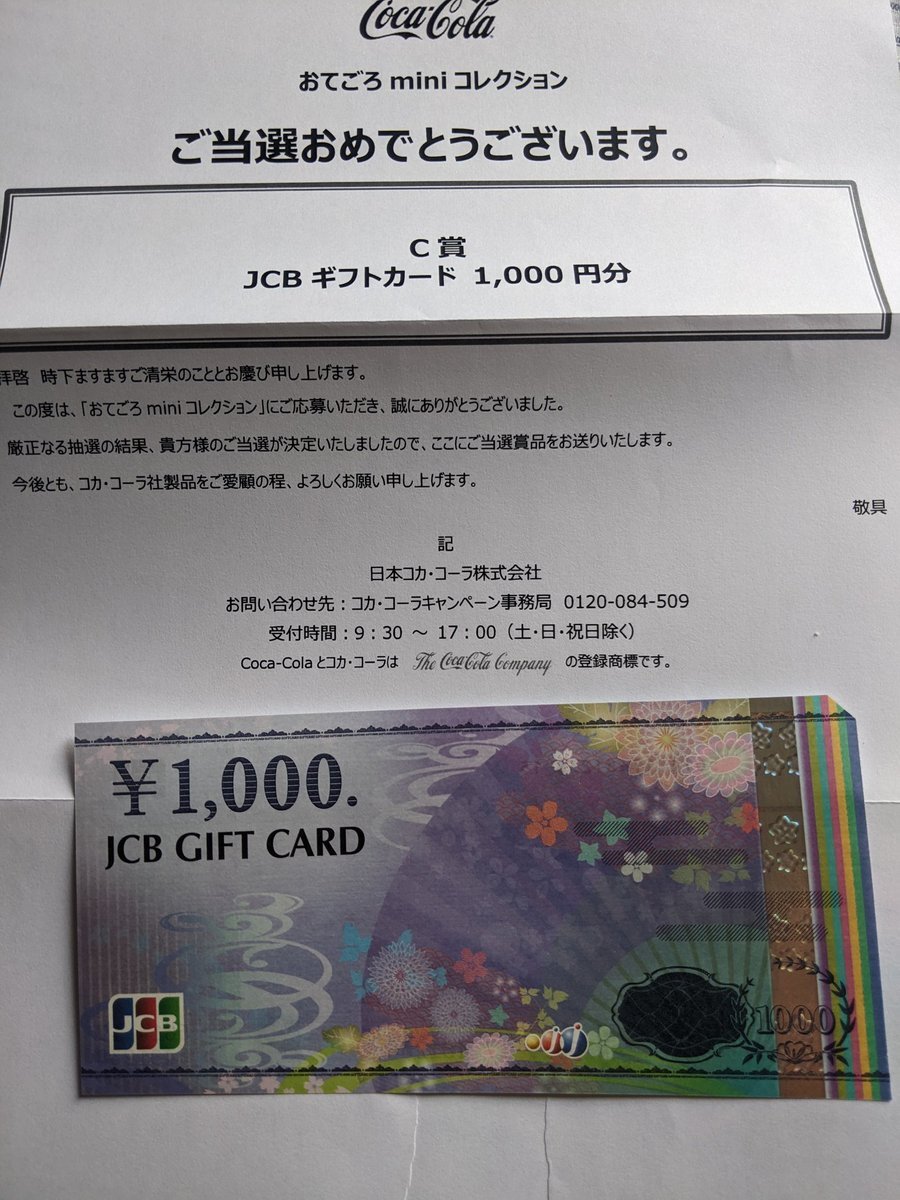 Coca-Cola
おてごろ mini コレクション
ご当選おめでとうございます。
C 賞
JCB ギフトカード 1,000 円分
拝啓 時下ますますご清栄のこととお慶び申し上げます。
この度は、「おてごろ mini コレクション」にご応募いただき、誠にありがとうございました。
厳正なる抽選の結果、貴方様のご当選が決定いたしましたので、ここにご当選賞品をお送りいたします。
今後とも、コカ・コーラ社製品をご愛顧の程、よろしくお願い申し上げます。
敬具
記
日本コカ・コーラ株式会社
お問い合わせ先：コカ・コーラキャンペーン事務局 0120-084-509
受付時間：9：30 ～ 17：00（土・日・祝日除く）
Coca-Cola とコカ・コーラは The Coca-Cola Company の登録商標です。
¥1,000.
JCB GIFT CARD
JCB
1000